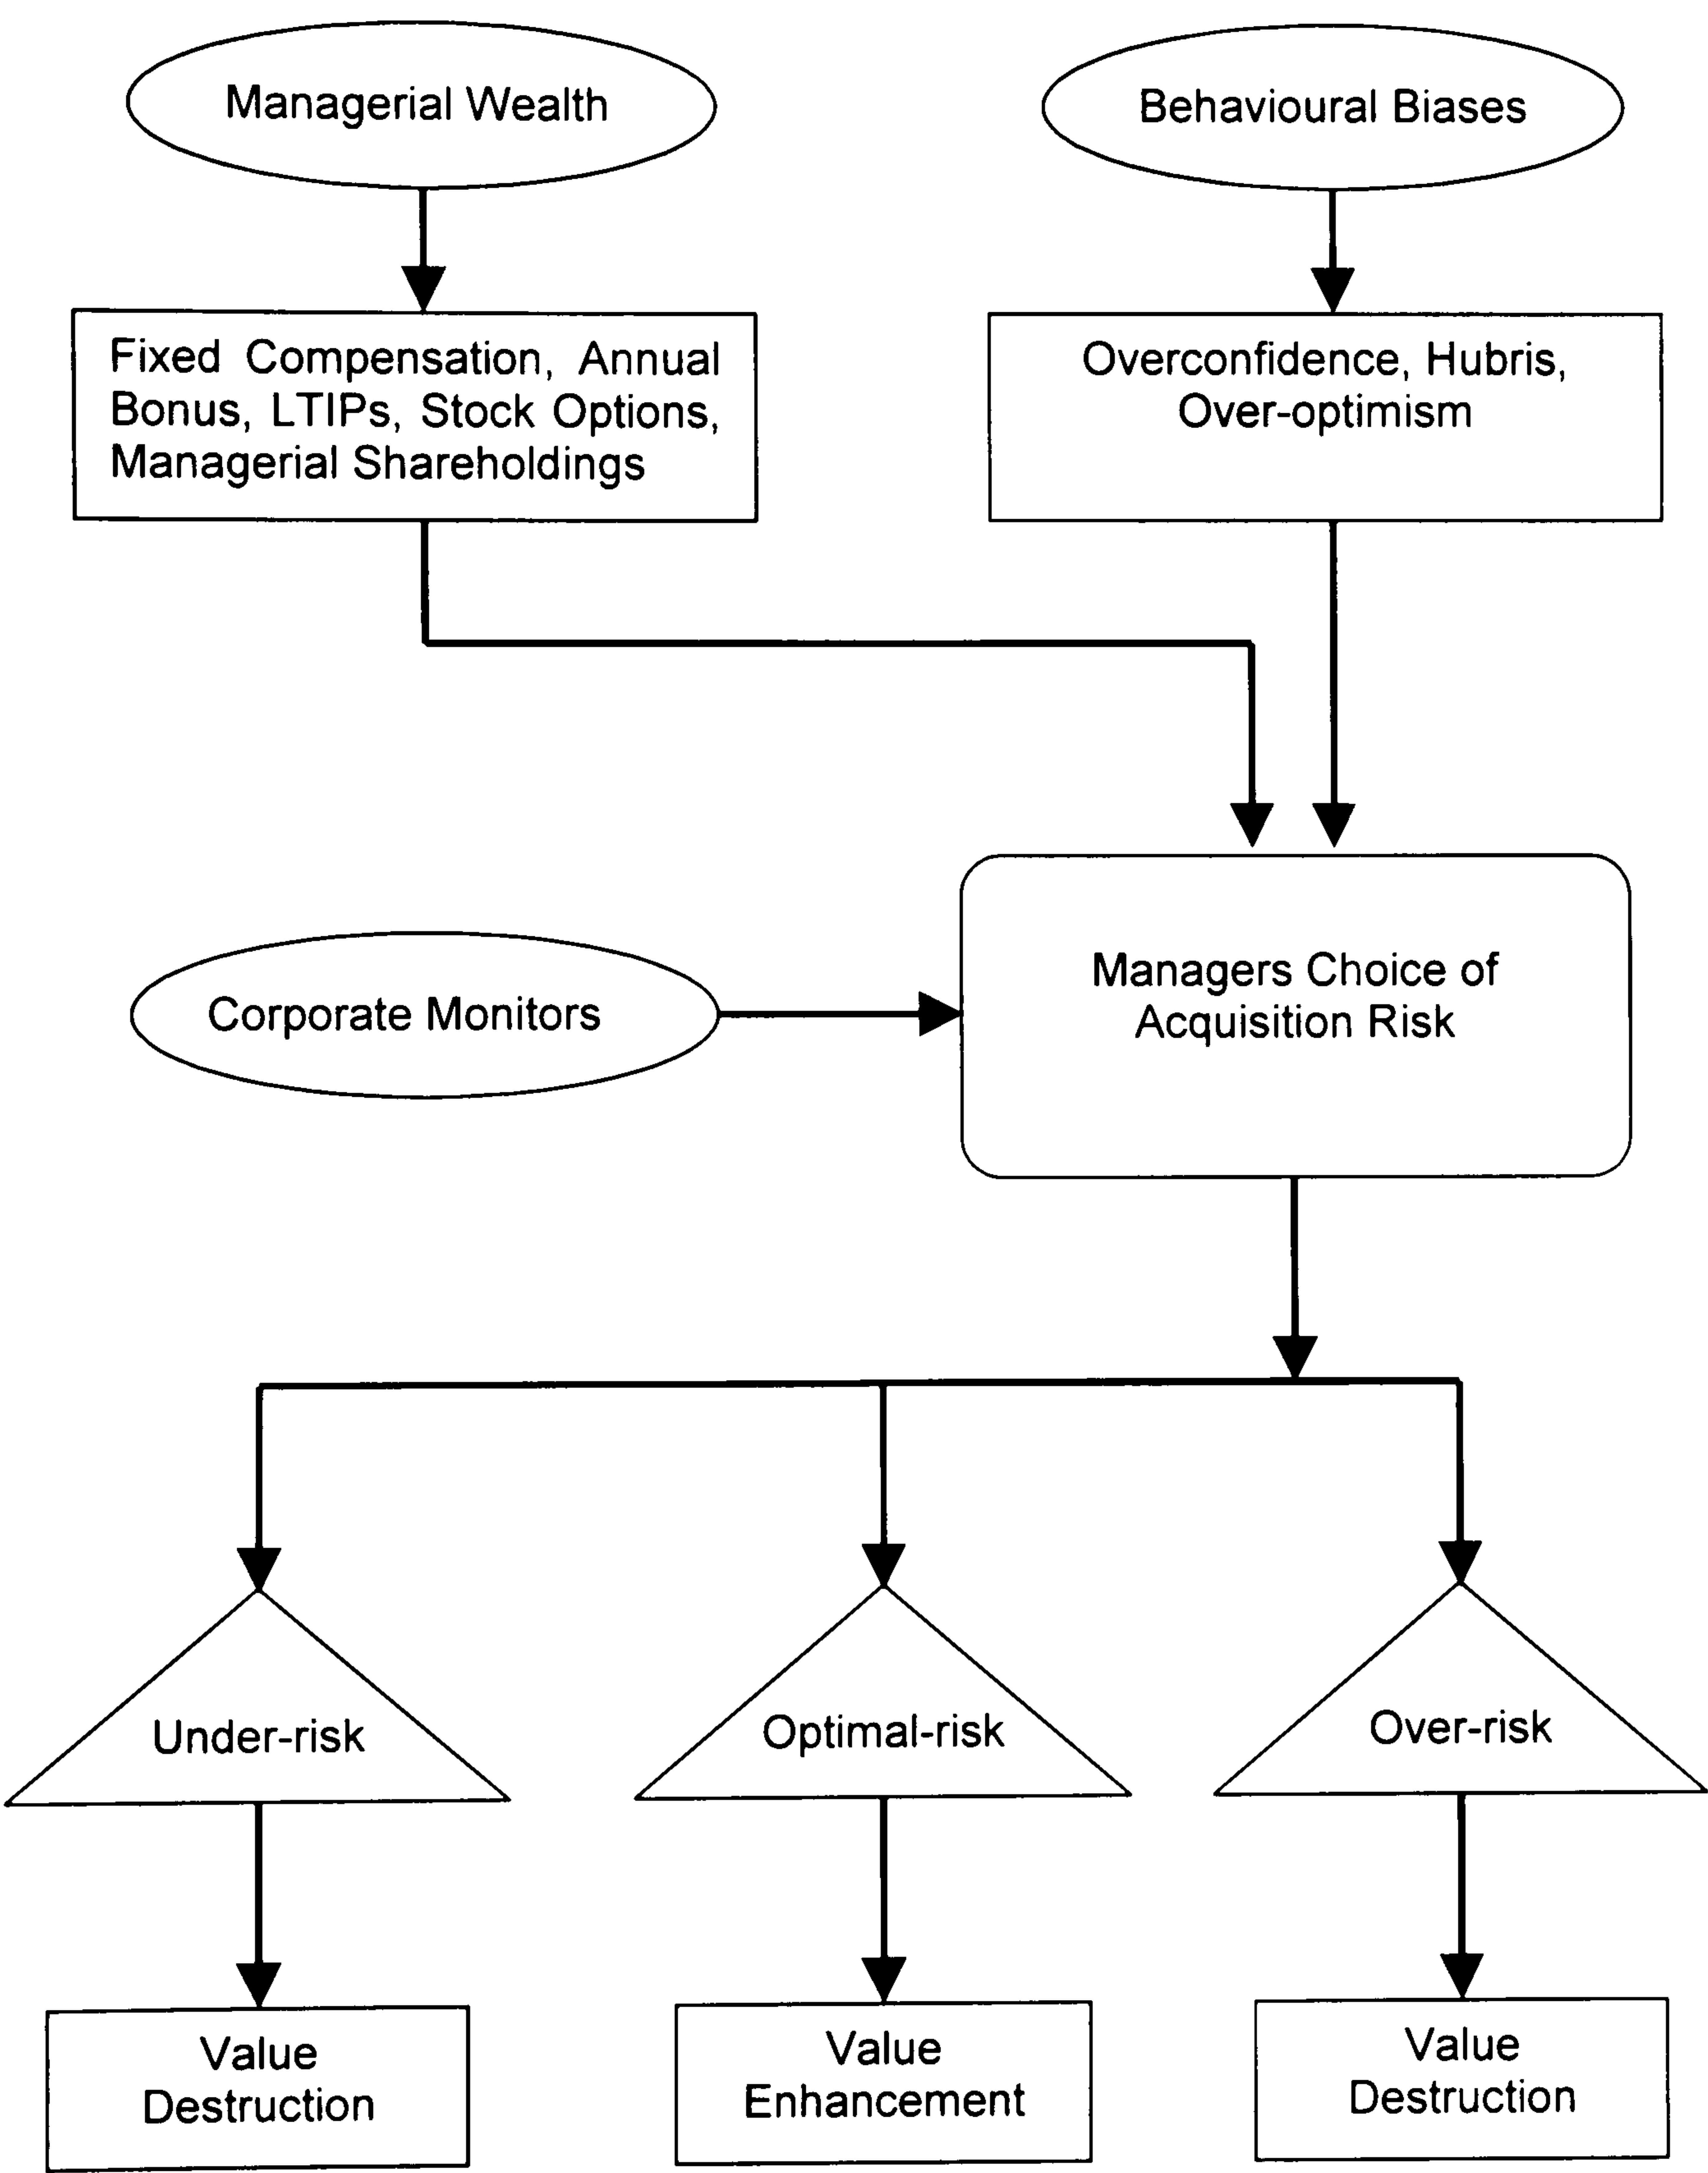 Managerial Wealth
Behavioural Biases
Fixed Compensation, Annual
Bonus, LTIPs, Stock Options,
Managerial Shareholdings
Overconfidence, Hubris,
Over-optimism
Corporate Monitors
Managers Choice of
Acquisition Risk
Under-risk
Optimal-risk
Over-risk
Value
Destruction
Value
Enhancement
Value
Destruction